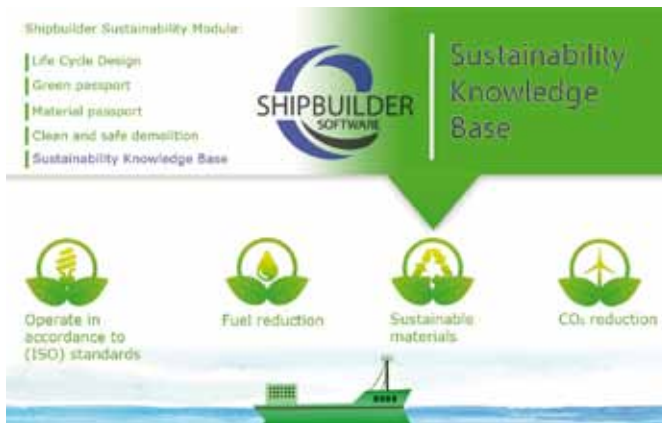 Shipbuilder Sustainability Module:
Life Cycle Design
Green passport
Material passport
Clean and safe demolition
Sustainability Knowledge Base
SHIPBUILDER
SOFTWARE
Sustainability
Knowledge
Base
Operate in
accordance to
(ISO) standards
Fuel reduction
Sustainable
materials
CO₂ reduction